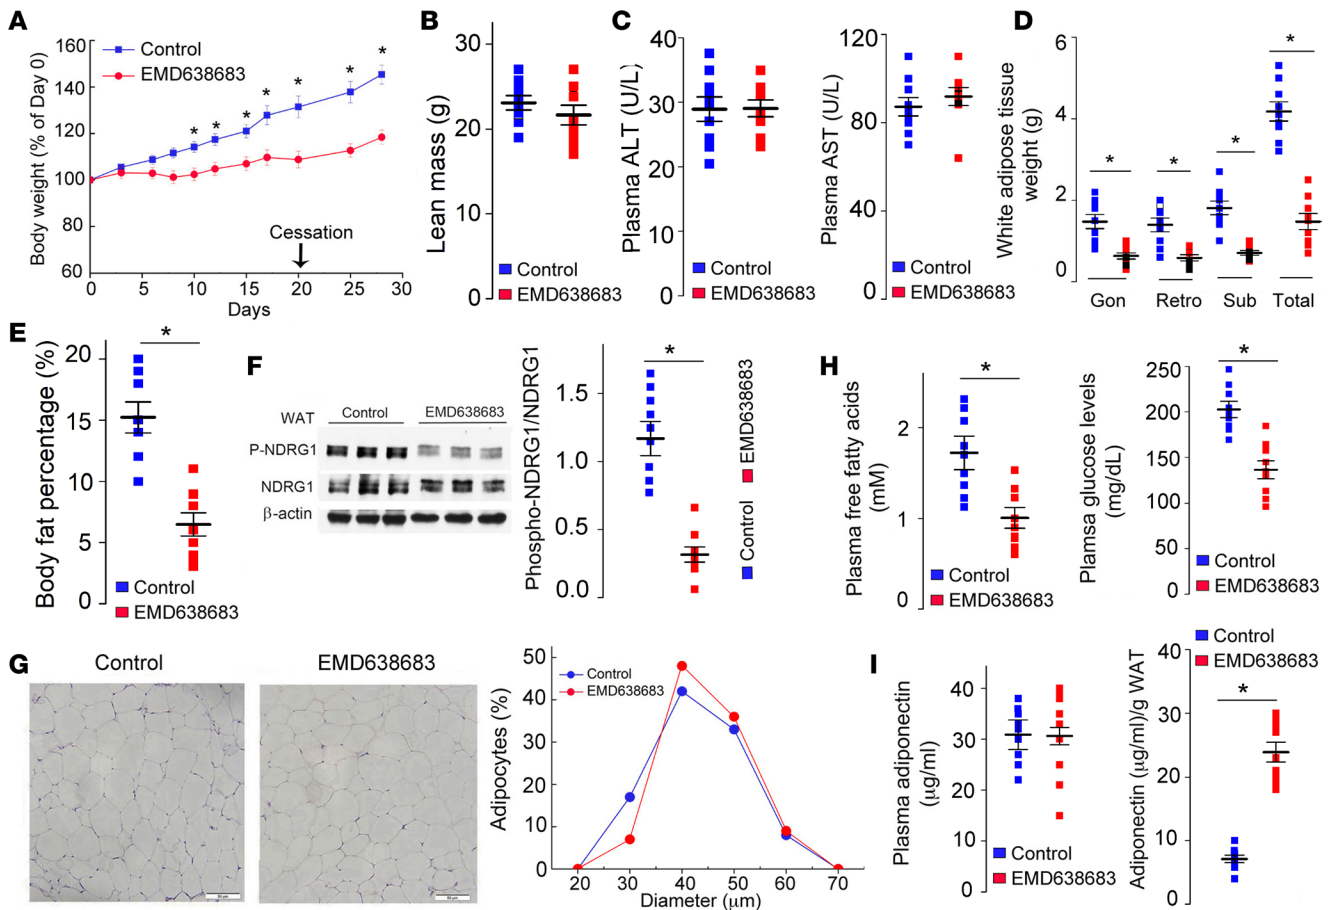 A
Body weight (% of Day 0)
160
140
120
100
80
60
Control
EMD638683
* * * * * * *
Cessation
0 5 10 15 20 25 30
Days
B
Lean mass (g)
30
20
10
0
Control
EMD638683
C
Plasma ALT (U/L)
40
30
20
10
0
Control
EMD638683
Plasma AST (U/L)
120
80
40
0
Control
EMD638683
D
White adipose tissue
weight (g)
6
4
2
0
* * * *
Gon Retro Sub Total
E
Body fat percentage (%)
20
15
10
5
0
*
Control
EMD638683
F
WAT Control EMD638683
P-NDRG1
NDRG1
β-actin
Phospho-NDRG1/NDRG1
1.5
1.0
0.5
0.0
*
Control EMD638683
H
Plasma free fatty acids
(mM)
2
1
0
*
Control
EMD638683
Plamsa glucose levels
(mg/dL)
250
200
150
100
50
0
*
Control
EMD638683
G
Control EMD638683
50 μm
50 μm
Adipocytes (%)
50
40
30
20
10
0
Control
EMD638683
20 30 40 50 60 70
Diameter (μm)
I
Plasma adiponectin
(μg/ml)
40
30
20
10
0
Control
EMD638683
Adiponectin (μg/ml)/g WAT
40
30
20
10
0
Control
EMD638683
*